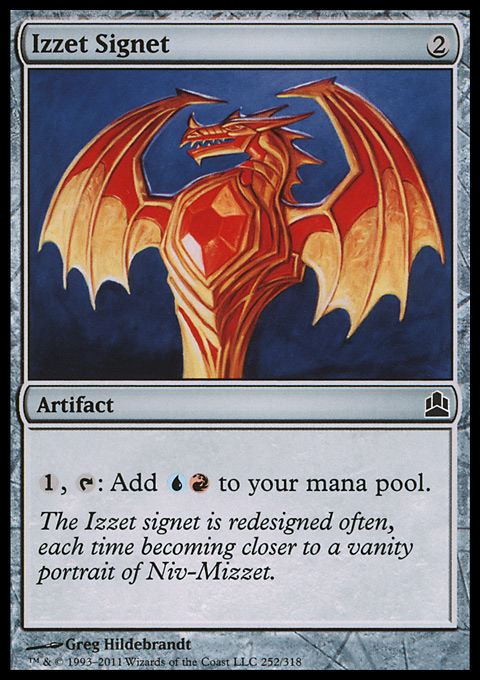 Izzet Signet 2
Artifact
1, : Add to your mana pool.
The Izzet signet is redesigned often,
each time becoming closer to a vanity
portrait of Niv-Mizzet.
Greg Hildebrandt
™ & © 1993–2011 Wizards of the Coast LLC 252/318